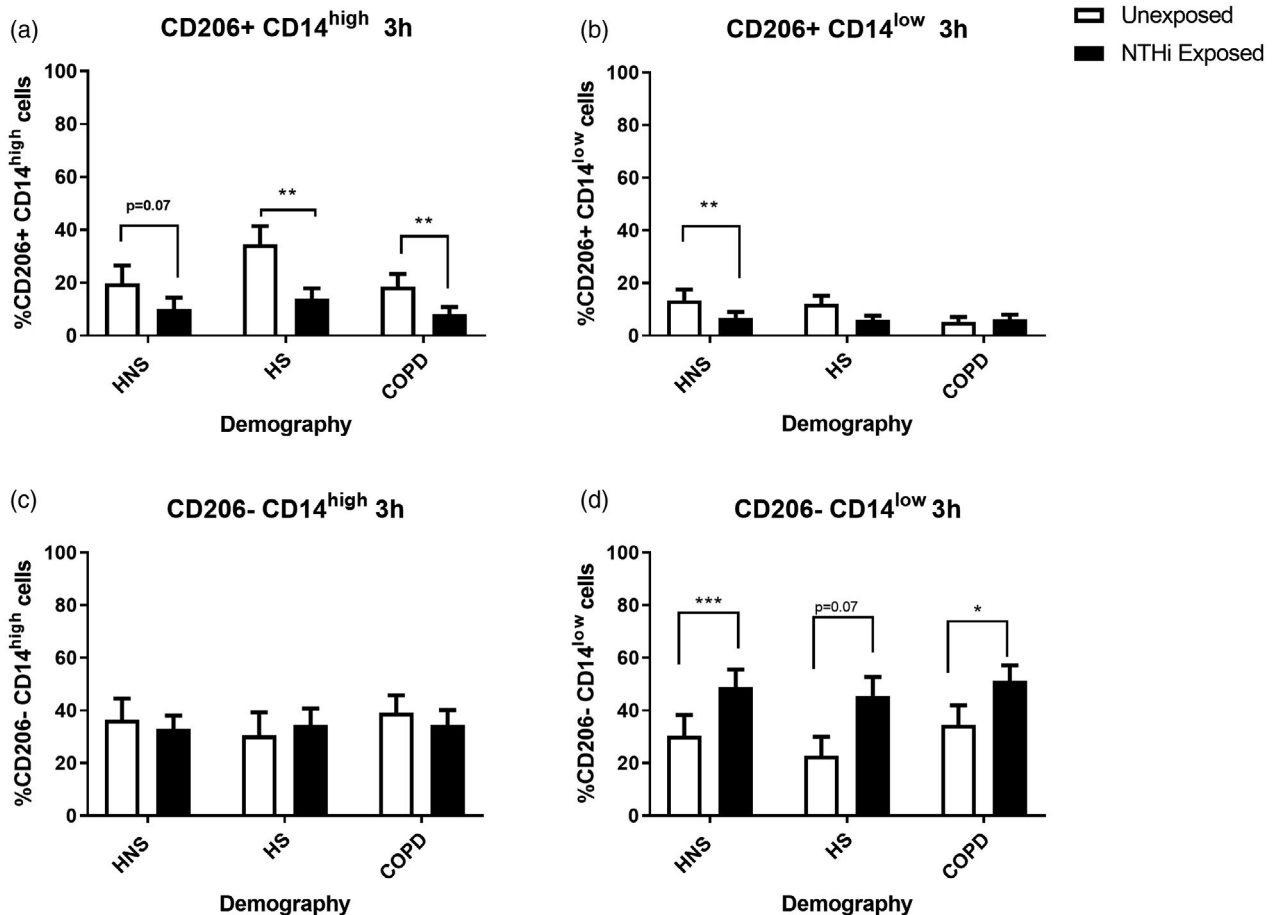 (a)
CD206+ CD14high 3h
(b)
CD206+ CD14low 3h
Unexposed
NTHi Exposed
%CD206+ CD14high cells
100
80
60
40
20
0
p=0.07
**
**
HNS
HS
COPD
Demography
%CD206+ CD14low cells
100
80
60
40
20
0
**
HNS
HS
COPD
Demography
(c)
CD206- CD14high 3h
%CD206- CD14high cells
100
80
60
40
20
0
HNS
HS
COPD
Demography
(d)
CD206- CD14low 3h
%CD206- CD14low cells
100
80
60
40
20
0
***
p=0.07
*
HNS
HS
COPD
Demography